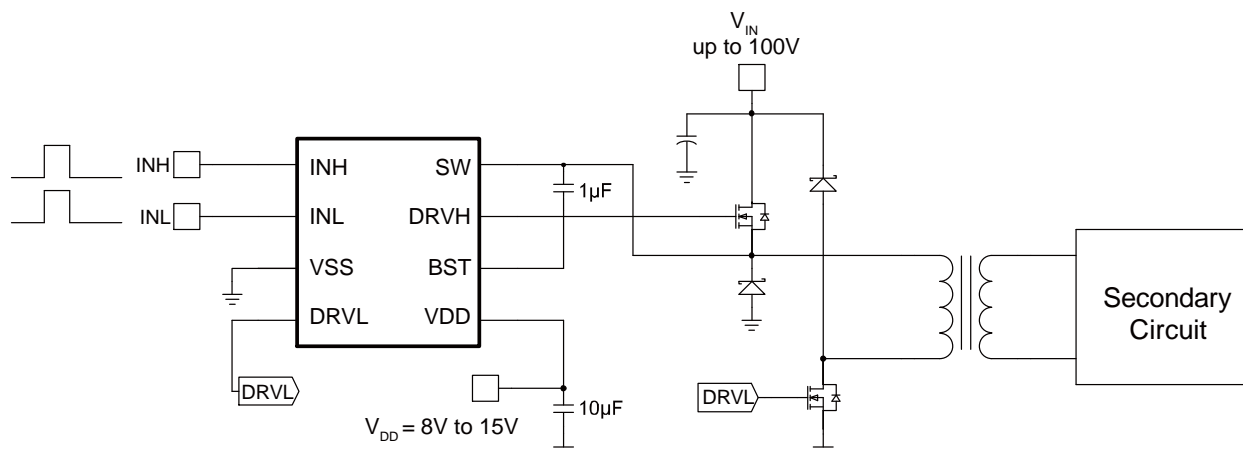 V_IN
up to 100V
INH
INL
INH
INL
VSS
DRVL
SW
DRVH
BST
VDD
1µF
DRVL
10µF
V_DD = 8V to 15V
DRVL
Secondary
Circuit